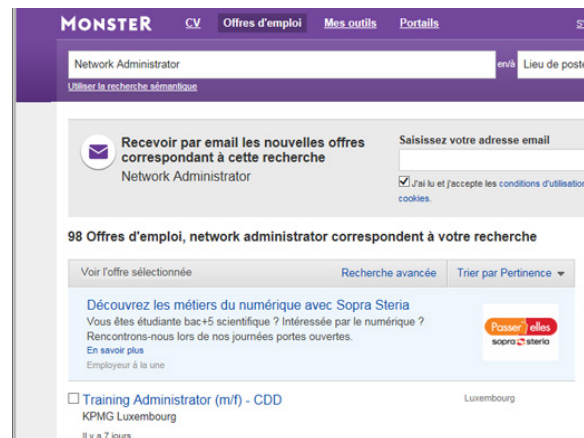 MONSTER CV Offres d'emploi Mes outils Portails
Network Administrator en/à Lieu de poste
Utiliser la recherche sémantique
Recevoir par email les nouvelles offres
correspondant à cette recherche
Network Administrator
Saisissez votre adresse email
J'ai lu et j'accepte les conditions d'utilisation
cookies.
98 Offres d'emploi, network administrator correspondent à votre recherche
Voir l'offre sélectionnée Recherche avancée Trier par Pertinence
Découvrez les métiers du numérique avec Sopra Steria
Vous êtes étudiante bac+5 scientifique ? Intéressée par le numérique ?
Rencontrons-nous lors de nos journées portes ouvertes.
En savoir plus
Employeur à la une
Passer elles
sopra steria
Training Administrator (m/f) - CDD Luxembourg
KPMG Luxembourg
Il y a 7 jours